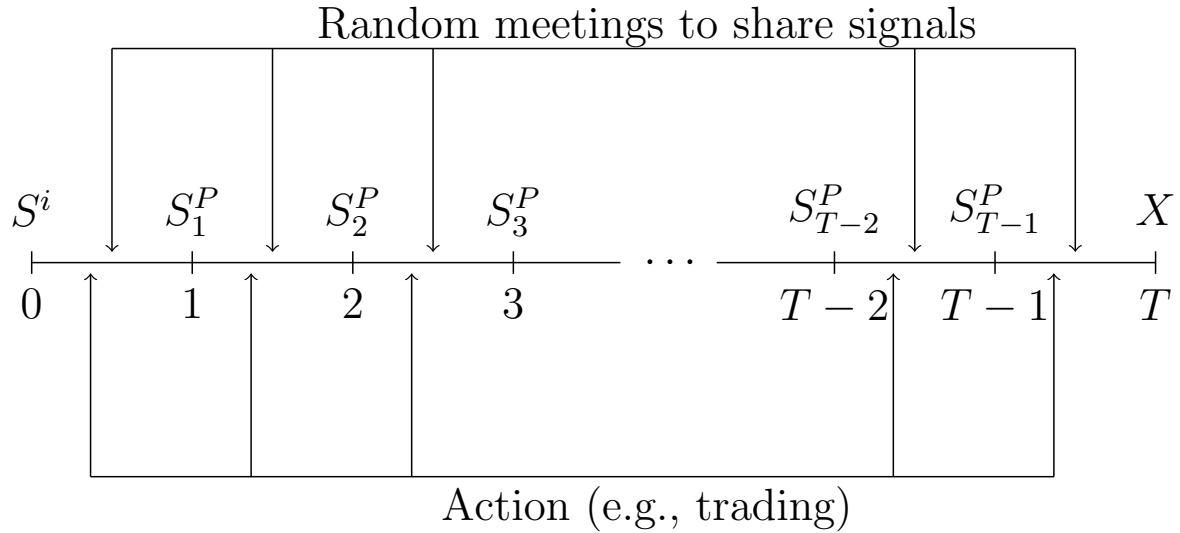 Random meetings to share signals
S^i S^P_1 S^P_2 S^P_3 S^P_{T−2} S^P_{T−1} X
· · ·
0 1 2 3 T − 2 T − 1 T
Action (e.g., trading)